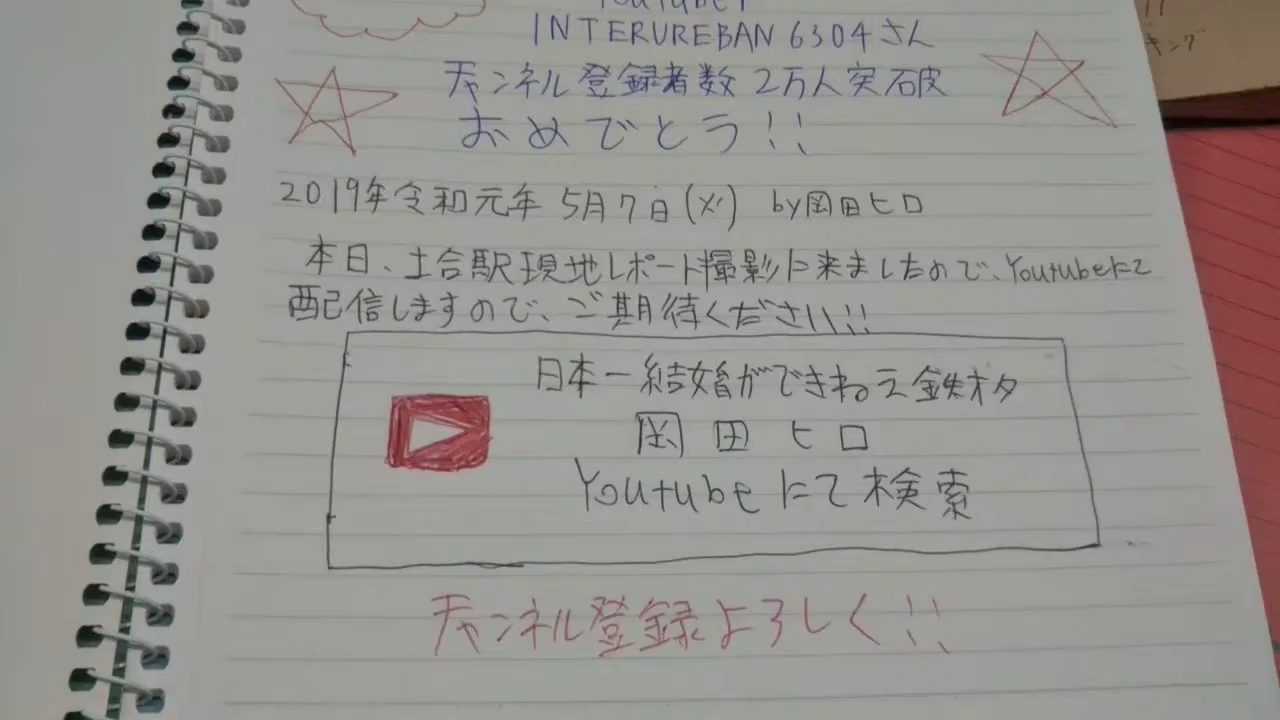 INTERUREBAN 6304さん
チャンネル登録者数 2万人突破
おめでとう!!
2019年令和元年 5月7日(火) by岡田ヒロ
本日、土合駅現地レポート撮影に来ましたので、Youtubeにて
配信しますので、ご期待ください!!
日本一結婚ができねえ鉄オタ
岡田ヒロ
Youtubeにて検索
チャンネル登録よろしく!!
キング